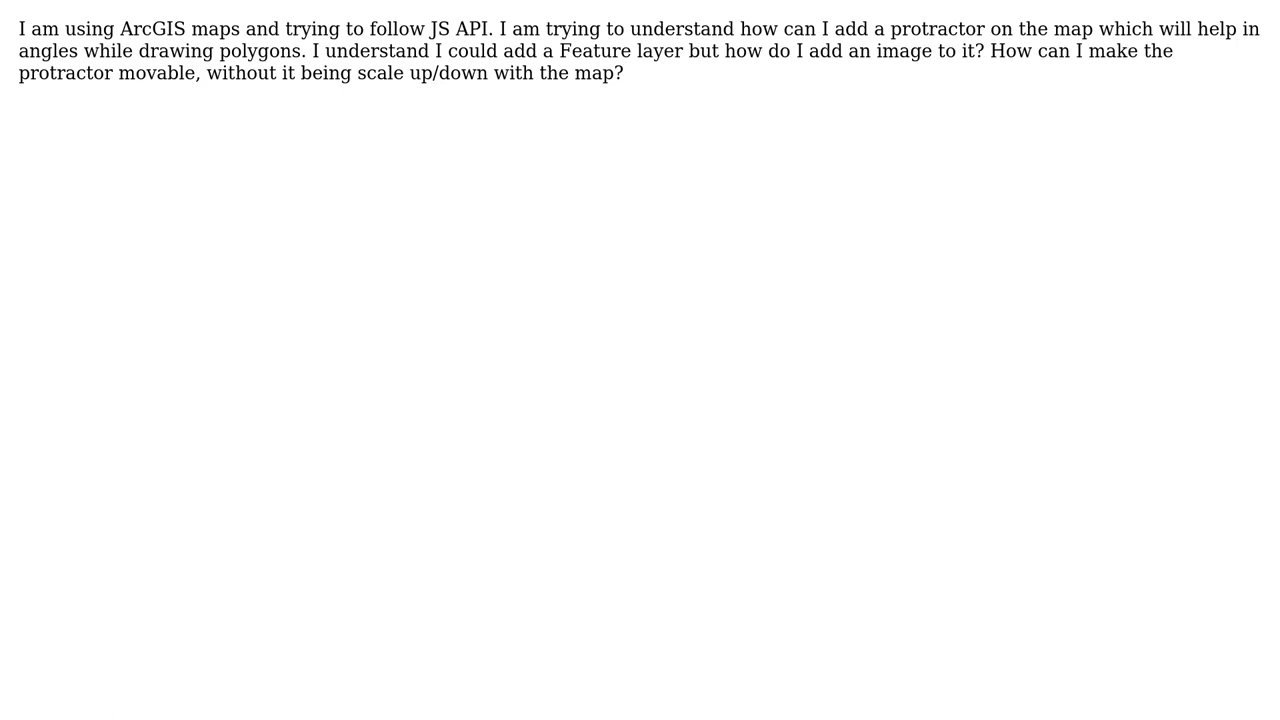 I am using ArcGIS maps and trying to follow JS API. I am trying to understand how can I add a protractor on the map which will help in
angles while drawing polygons. I understand I could add a Feature layer but how do I add an image to it? How can I make the
protractor movable, without it being scale up/down with the map?